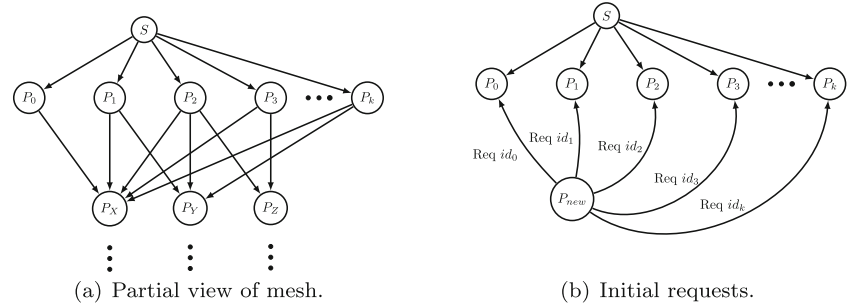 S
P0 P1 P2 P3 ••• Pk
PX PY PZ
(a) Partial view of mesh.
S
P0 P1 P2 P3 ••• Pk
Req id0
Req id1
Req id2
Req id3
Req idk
Pnew
(b) Initial requests.